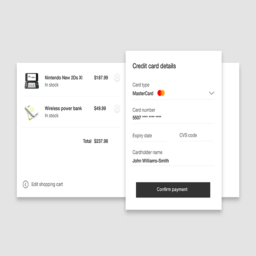 Nintendo New 2Ds Xl
$187.99
In stock
Wireless power bank
$49.99
In stock
Total $237.98
Edit shopping cart
Credit card details
Card type
MasterCard
Card number
Expiry date
CVS code
Cardholder name
John Williams-Smith
Confirm payment